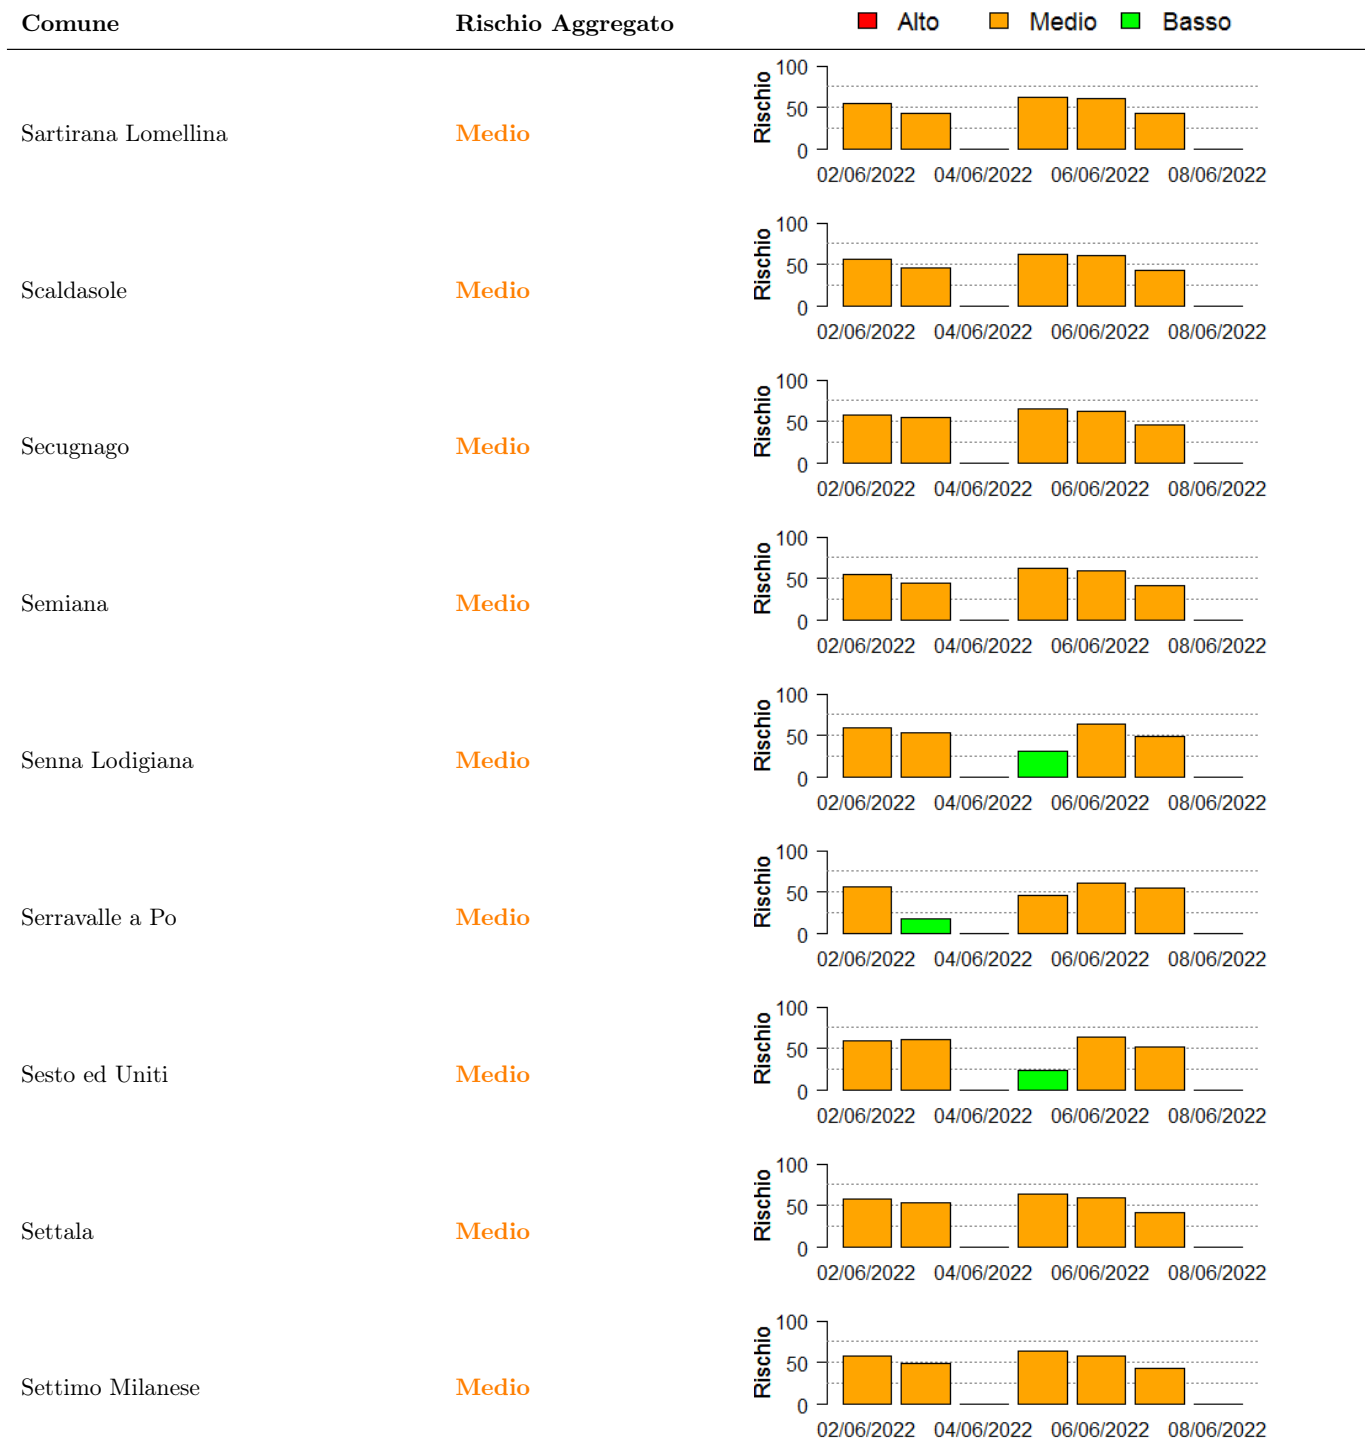 Comune Rischio Aggregato Alto Medio Basso
Sartirana Lomellina Medio Rischio 100 50 0
02/06/2022 04/06/2022 06/06/2022 08/06/2022
Scaldasole Medio Rischio 100 50 0
02/06/2022 04/06/2022 06/06/2022 08/06/2022
Secugnago Medio Rischio 100 50 0
02/06/2022 04/06/2022 06/06/2022 08/06/2022
Semiana Medio Rischio 100 50 0
02/06/2022 04/06/2022 06/06/2022 08/06/2022
Senna Lodigiana Medio Rischio 100 50 0
02/06/2022 04/06/2022 06/06/2022 08/06/2022
Serravalle a Po Medio Rischio 100 50 0
02/06/2022 04/06/2022 06/06/2022 08/06/2022
Sesto ed Uniti Medio Rischio 100 50 0
02/06/2022 04/06/2022 06/06/2022 08/06/2022
Settala Medio Rischio 100 50 0
02/06/2022 04/06/2022 06/06/2022 08/06/2022
Settimo Milanese Medio Rischio 100 50 0
02/06/2022 04/06/2022 06/06/2022 08/06/2022